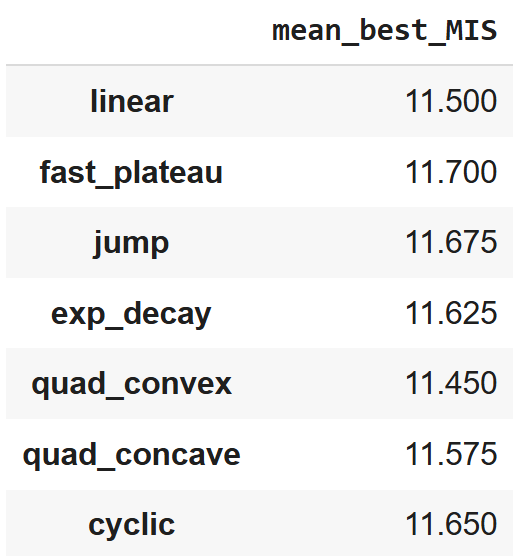 mean_best_MIS
linear 11.500
fast_plateau 11.700
jump 11.675
exp_decay 11.625
quad_convex 11.450
quad_concave 11.575
cyclic 11.650